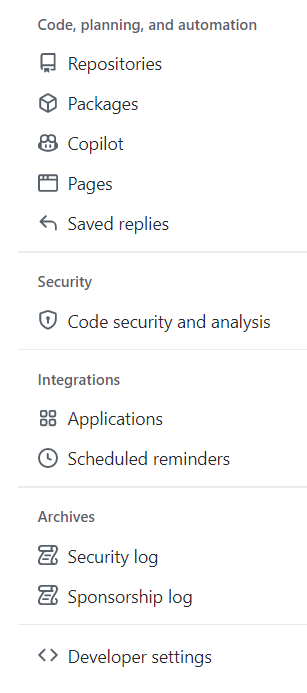 Code, planning, and automation
Repositories
Packages
Copilot
Pages
Saved replies
Security
Code security and analysis
Integrations
Applications
Scheduled reminders
Archives
Security log
Sponsorship log
Developer settings